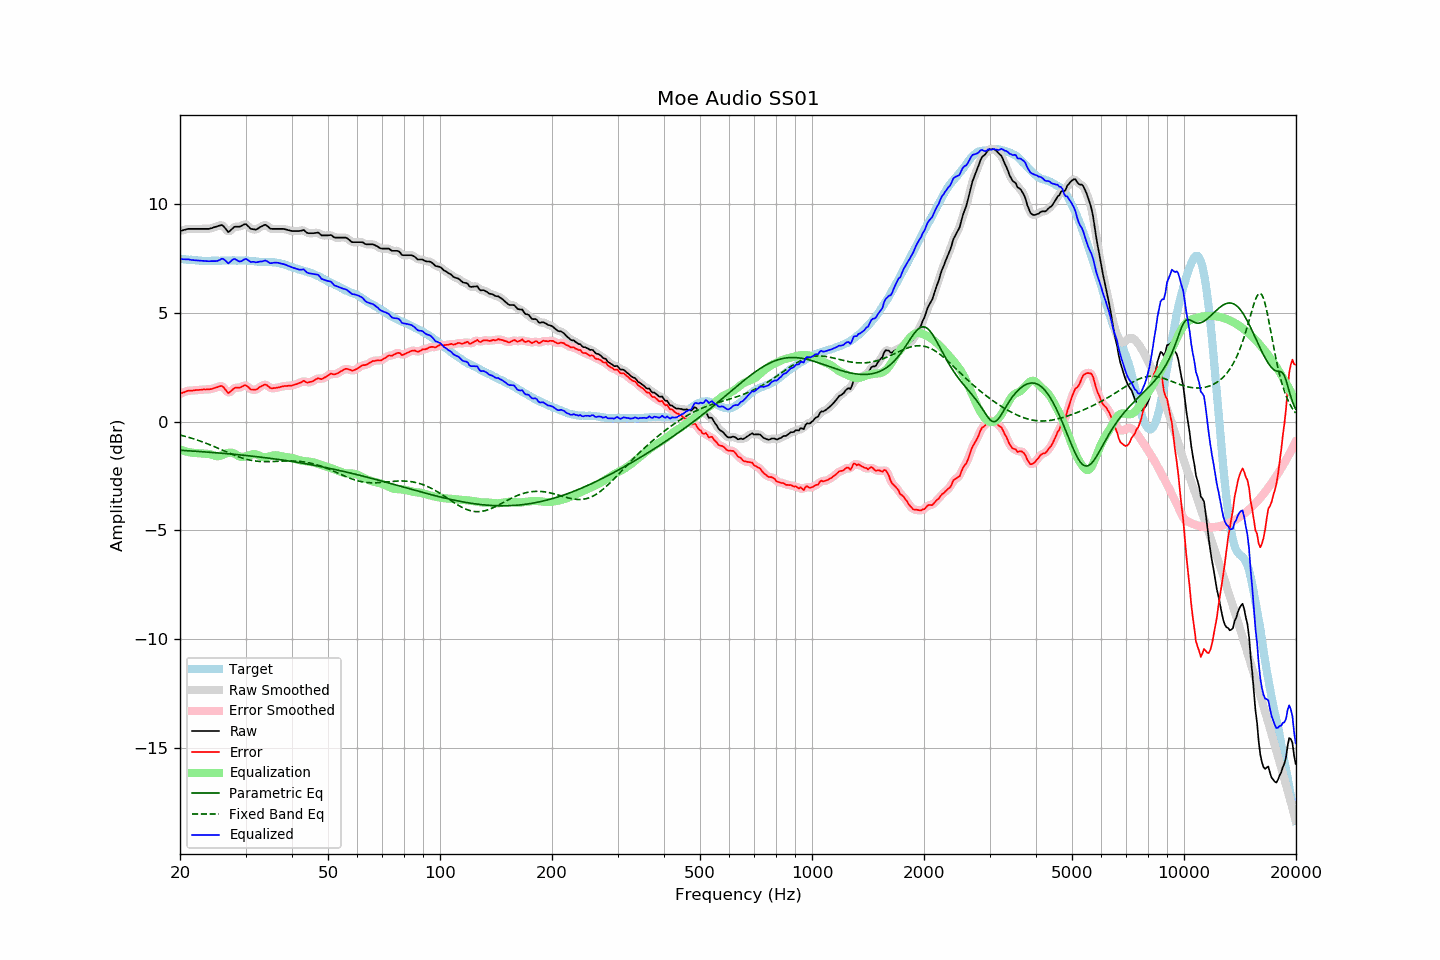 Moe Audio SS01
Amplitude (dBr)
10
5
0
−5
−10
−15
Target
Raw Smoothed
Error Smoothed
Raw
Error
Equalization
Parametric Eq
Fixed Band Eq
Equalized
20 50 100 200 500 1000 2000 5000 10000 20000
Frequency (Hz)